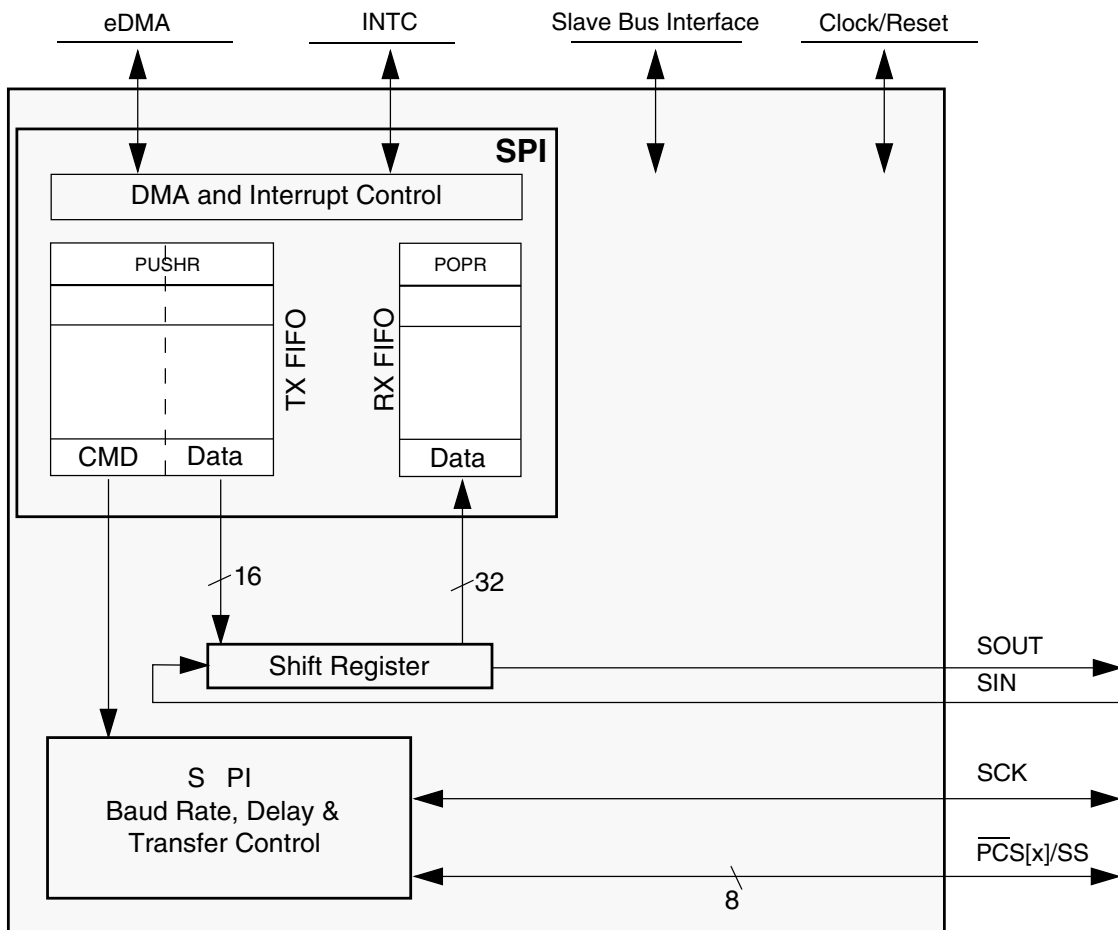 eDMA
INTC
Slave Bus Interface
Clock/Reset
SPI
DMA and Interrupt Control
PUSHR
POPR
TX FIFO
RX FIFO
CMD
Data
Data
16
32
Shift Register
SOUT
SIN
S PI
Baud Rate, Delay &
Transfer Control
SCK
PCS[x]/SS
8